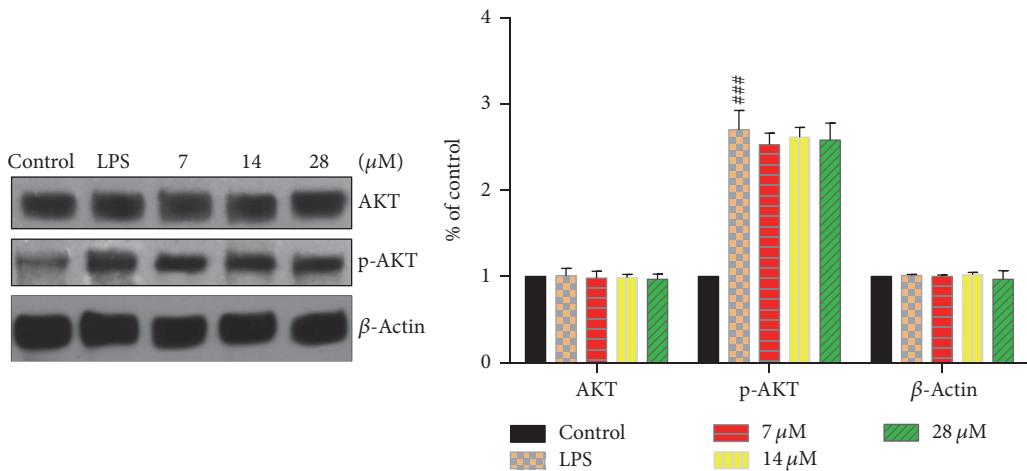 Control LPS 7 14 28 (μM)
AKT
p-AKT
β-Actin
% of control
4
3
2
1
0
###
AKT p-AKT β-Actin
Control 7 μM 28 μM
LPS 14 μM